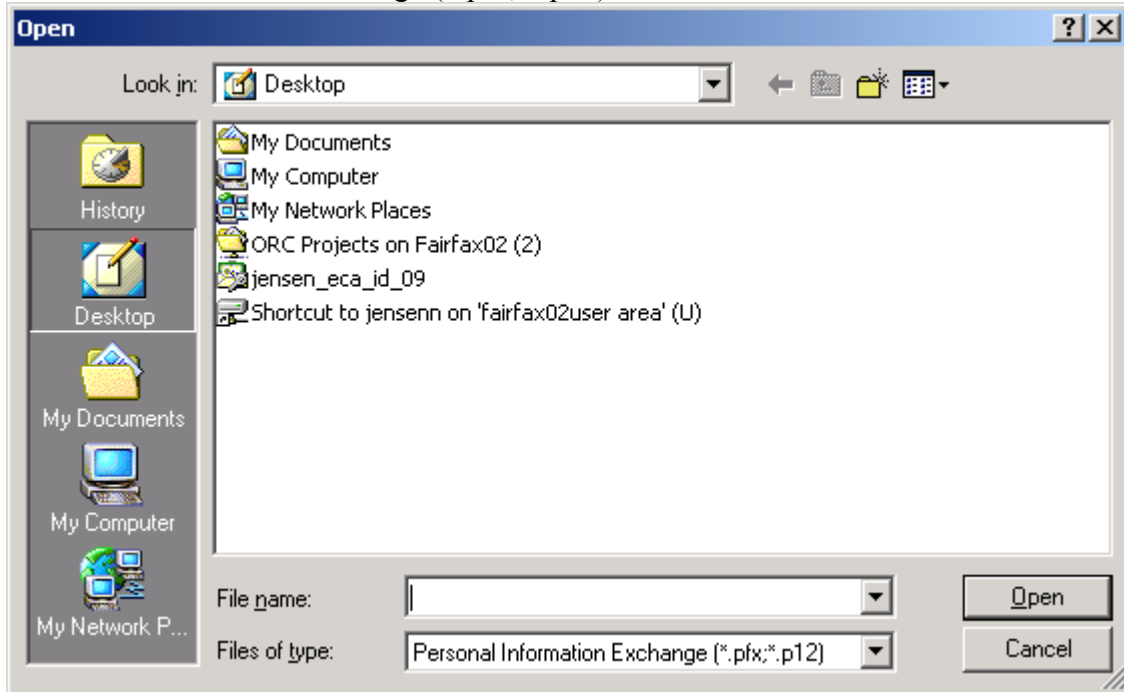 Open
Look in:
Desktop
My Documents
My Computer
My Network Places
ORC Projects on Fairfax02 (2)
jensen_eca_id_09
Shortcut to jensenn on 'fairfax02user area' (U)
History
Desktop
My Documents
My Computer
My Network P...
File name:
Open
Files of type:
Personal Information Exchange (*.pfx;*.p12)
Cancel